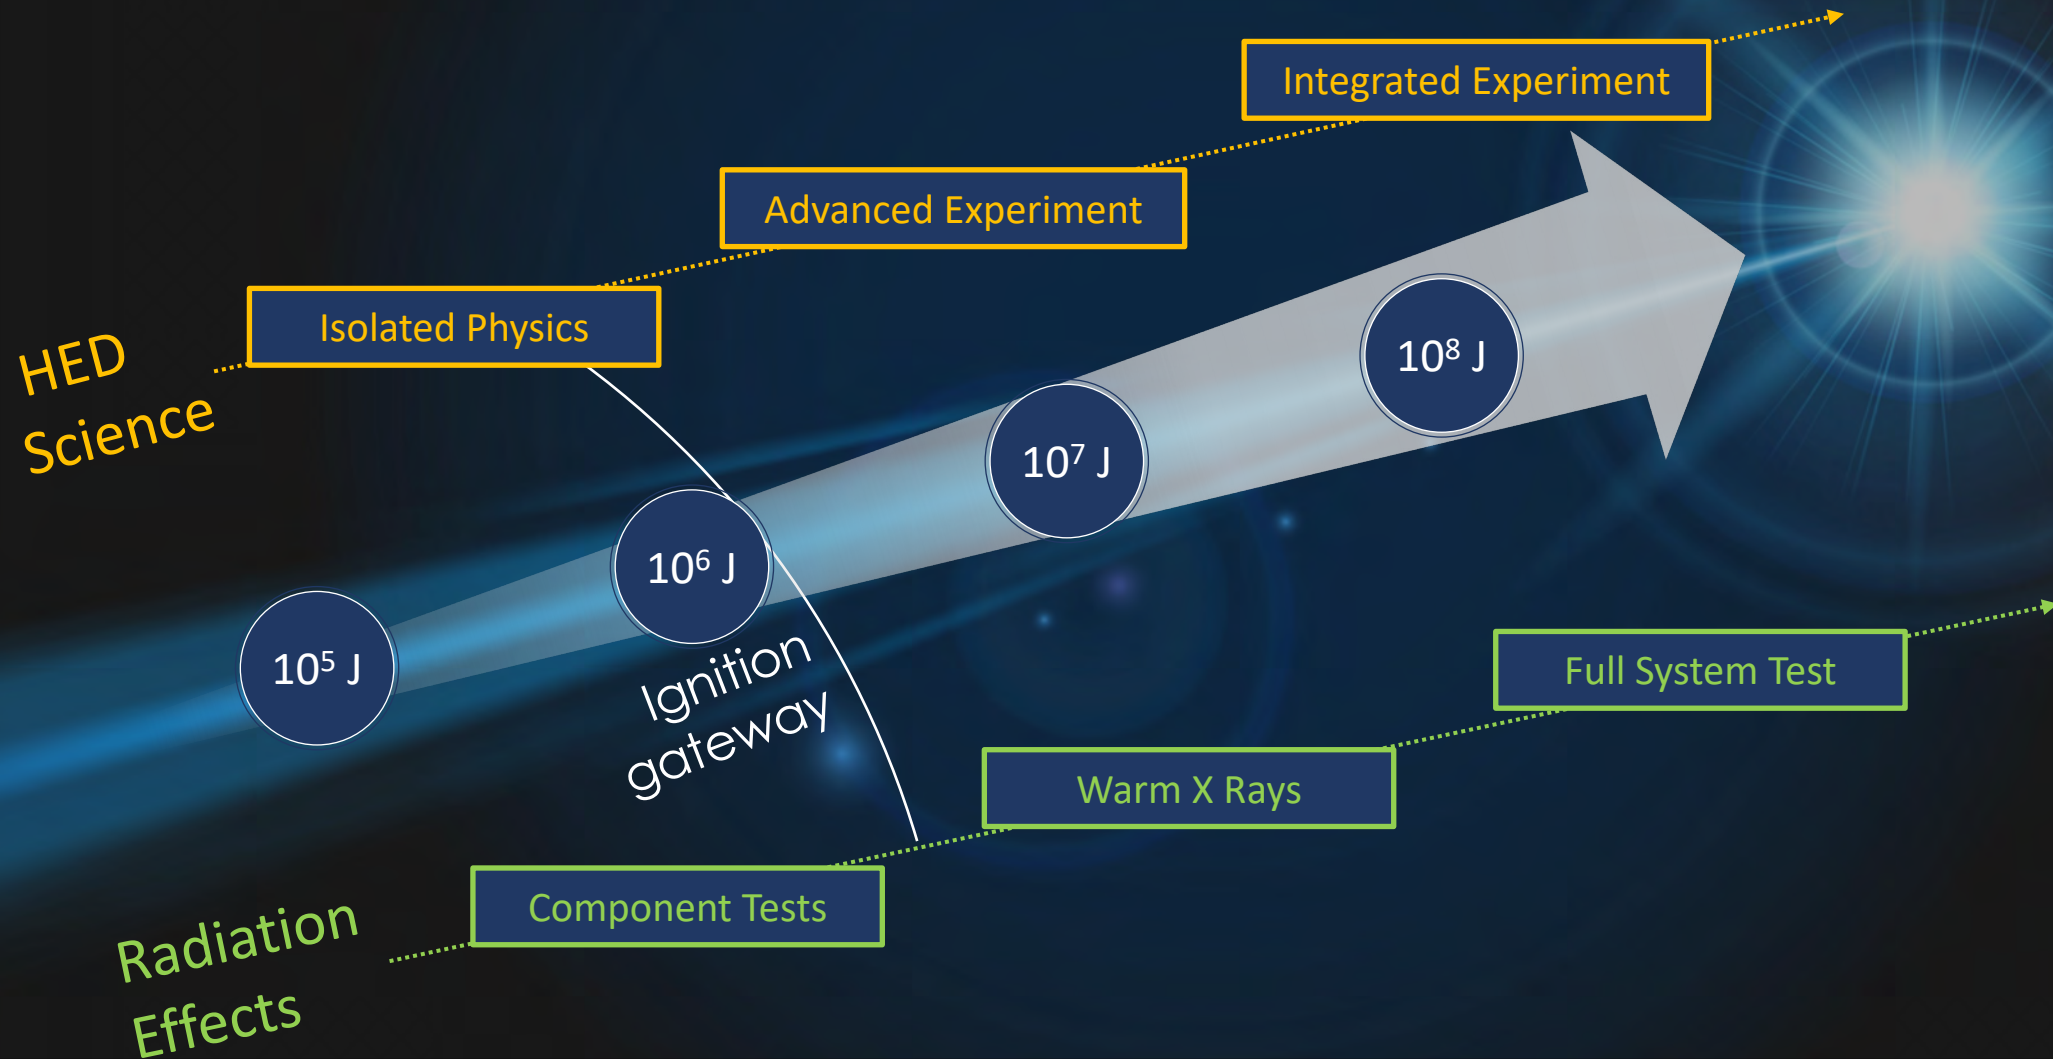 Integrated Experiment
Advanced Experiment
Isolated Physics
HED
Science
10⁸ J
10⁷ J
10⁶ J
10⁵ J
Ignition
gateway
Full System Test
Warm X Rays
Component Tests
Radiation
Effects